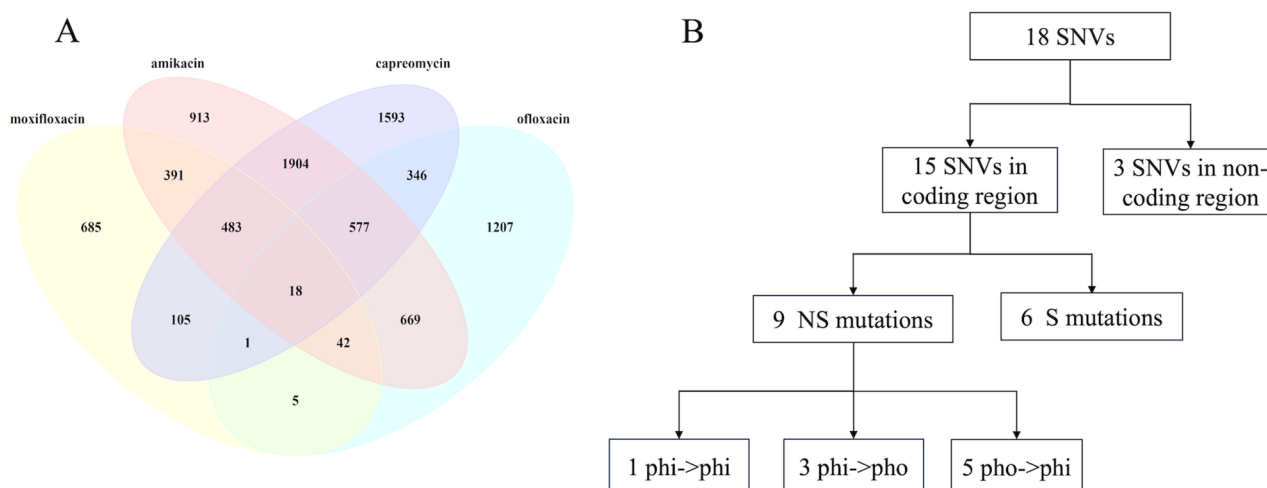 A
B
amikacin
capreomycin
moxifloxacin
ofloxacin
913
1593
391
1904
346
685
483
577
1207
105
18
669
1
42
5
18 SNVs
15 SNVs in
coding region
3 SNVs in non-
coding region
9 NS mutations
6 S mutations
1 phi->phi
3 phi->pho
5 pho->phi